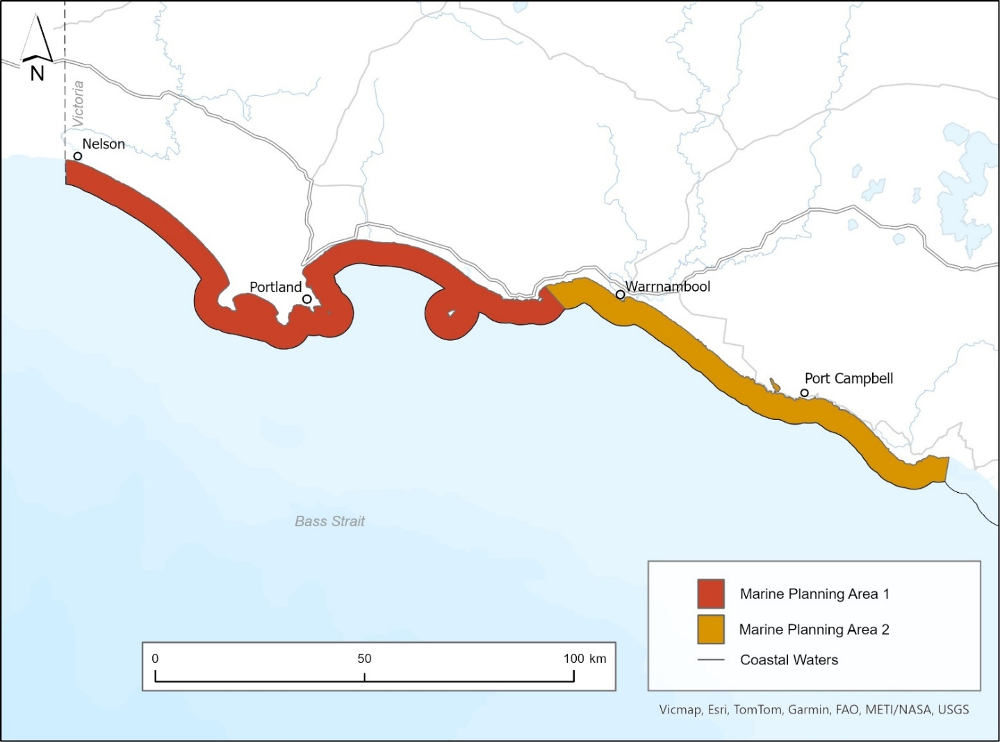 N
Victoria
Nelson
Portland
Warrnambool
Port Campbell
Bass Strait
Marine Planning Area 1
Marine Planning Area 2
Coastal Waters
0 50 100 km
Vicmap, Esri, TomTom, Garmin, FAO, METI/NASA, USGS